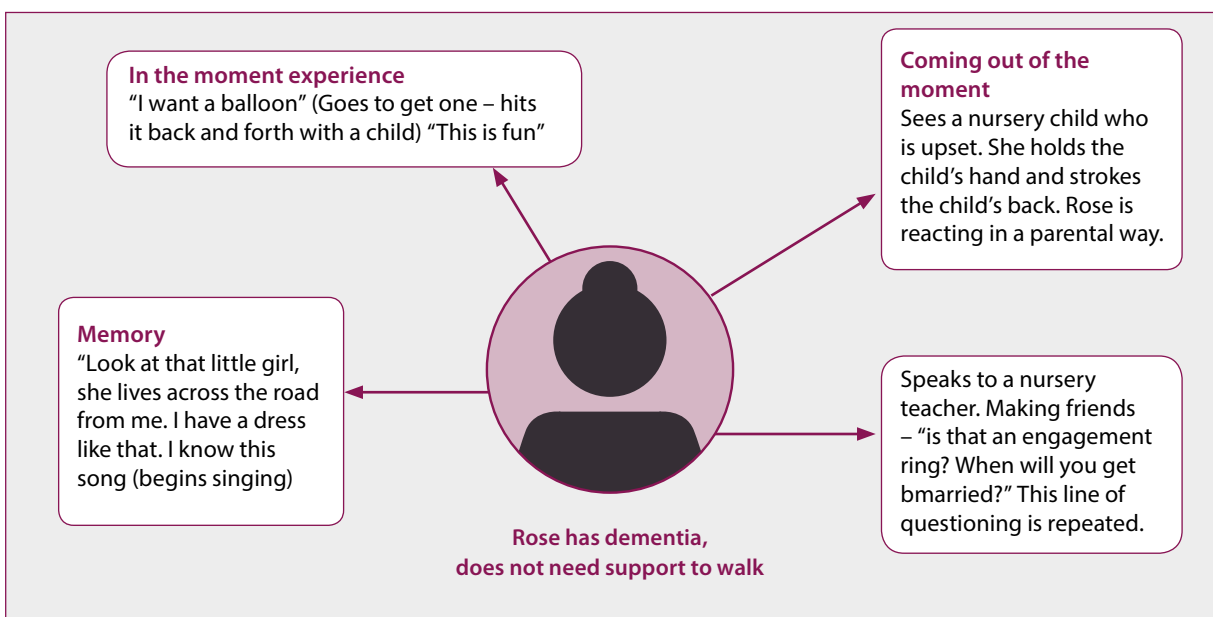 In the moment experience
“I want a balloon” (Goes to get one – hits
it back and forth with a child) “This is fun”
Coming out of the
moment
Sees a nursery child who
is upset. She holds the
child’s hand and strokes
the child’s back. Rose is
reacting in a parental way.
Memory
“Look at that little girl,
she lives across the road
from me. I have a dress
like that. I know this
song (begins singing)
Speaks to a nursery
teacher. Making friends
– “is that an engagement
ring? When will you get
bmarried?” This line of
questioning is repeated.
Rose has dementia,
does not need support to walk